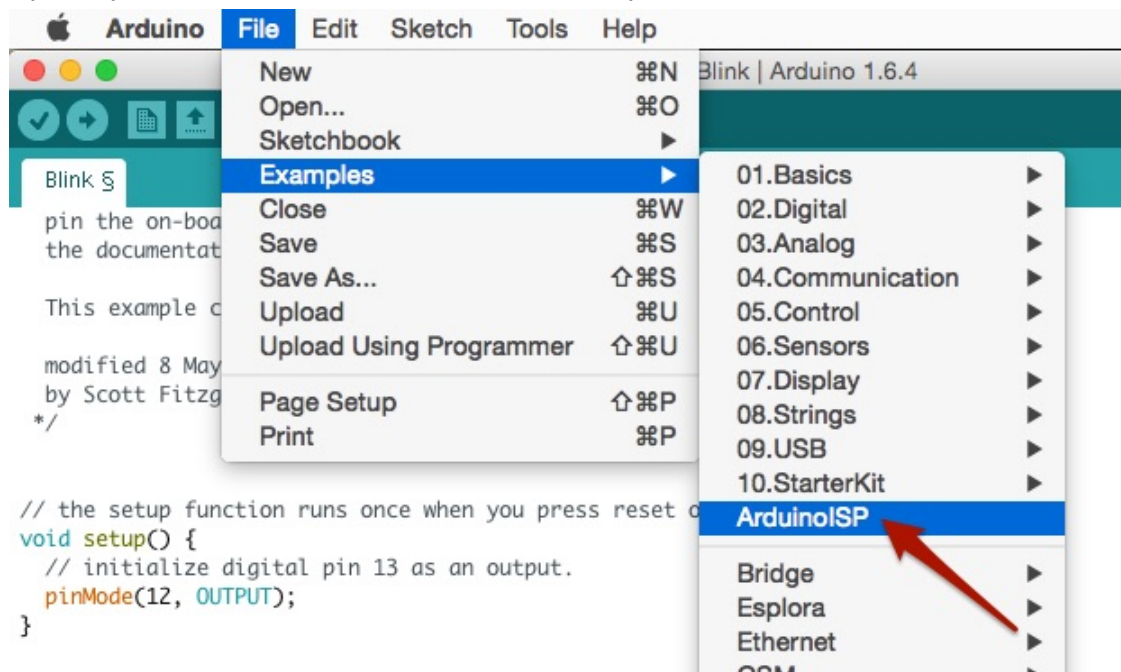 Arduino File Edit Sketch Tools Help
Blink | Arduino 1.6.4
New ⌘N
Open... ⌘O
Sketchbook ▶
Examples ▶
Close ⌘W
Save ⌘S
Save As... ⇧⌘S
Upload ⌘U
Upload Using Programmer ⇧⌘U
Page Setup ⇧⌘P
Print ⌘P
01.Basics ▶
02.Digital ▶
03.Analog ▶
04.Communication ▶
05.Control ▶
06.Sensors ▶
07.Display ▶
08.Strings ▶
09.USB ▶
10.StarterKit ▶
ArduinoISP
Bridge ▶
Esplora ▶
Ethernet ▶
Blink §
pin the on-boa
the documentat
This example c
modified 8 May
by Scott Fitzg
*/
// the setup function runs once when you press reset o
void setup() {
// initialize digital pin 13 as an output.
pinMode(12, OUTPUT);
}